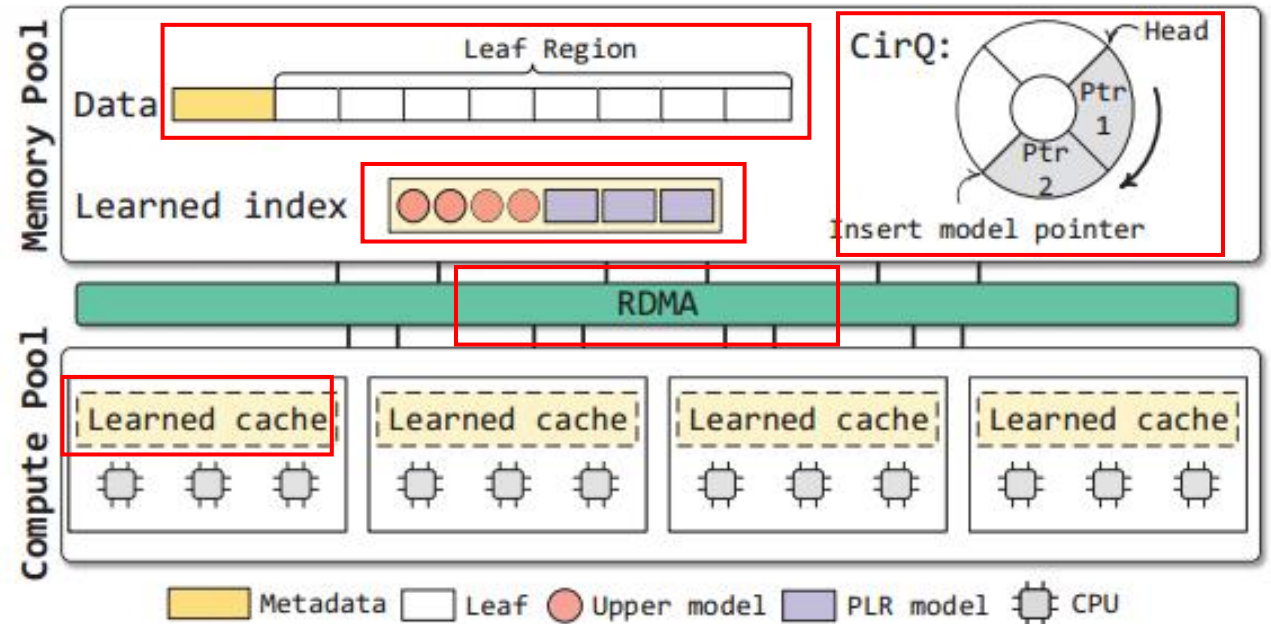 Memory Pool
Leaf Region
Data
Learned index
CirQ:
Head
Ptr
1
Ptr
2
Insert model pointer
RDMA
Compute Pool
Learned cache
Learned cache
Learned cache
Learned cache
Metadata
Leaf
Upper model
PLR model
CPU